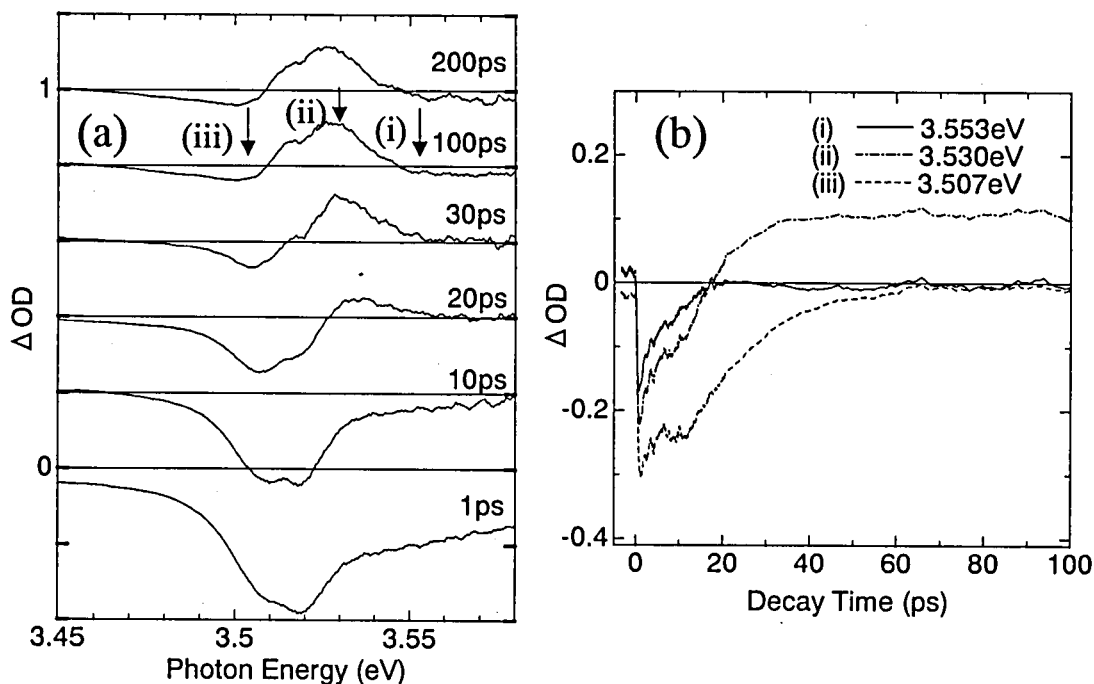 (a)
1
0
Δ OD
200ps
100ps
30ps
20ps
10ps
1ps
(iii)
(ii)
(i)
3.45
3.5
3.55
Photon Energy (eV)
(b)
(i) 3.553eV
(ii) 3.530eV
(iii) 3.507eV
0.2
0
-0.2
-0.4
Δ OD
0
20
40
60
80
100
Decay Time (ps)